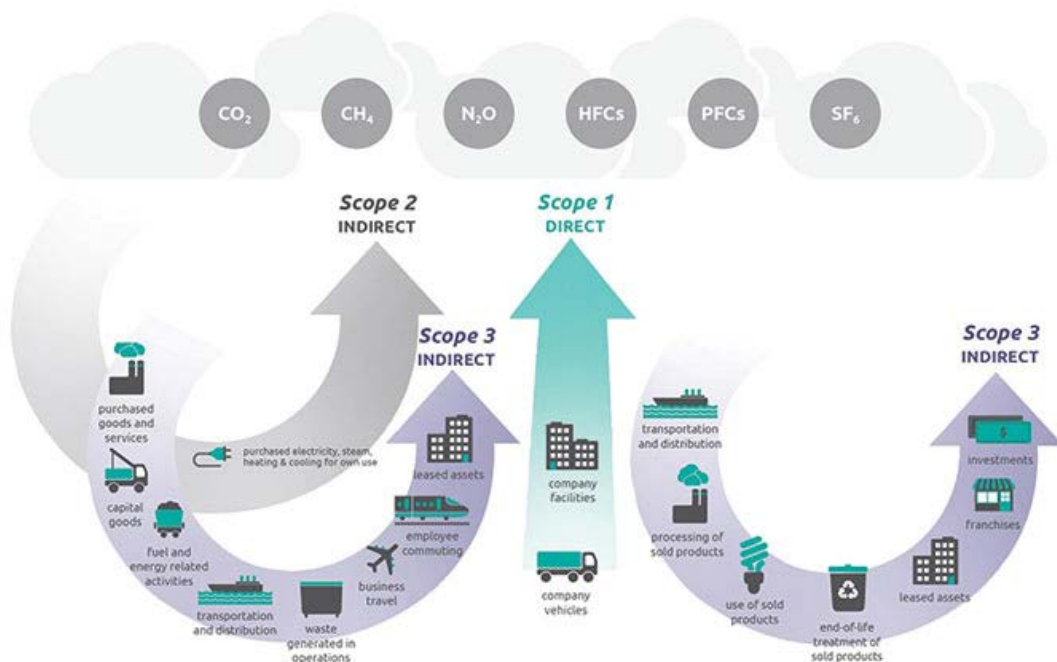 CO₂
CH₄
N₂O
HFCs
PFCs
SF₆
Scope 2
INDIRECT
Scope 1
DIRECT
Scope 3
INDIRECT
Scope 3
INDIRECT
purchased
goods and
services
capital
goods
fuel and
energy related
activities
transportation
and distribution
waste
generated in
operations
business
travel
employee
commuting
leased assets
purchased electricity, steam,
heating & cooling for own use
company
facilities
company
vehicles
transportation
and distribution
processing of
sold products
use of sold
products
end-of-life
treatment of
sold products
leased assets
franchises
investments
$